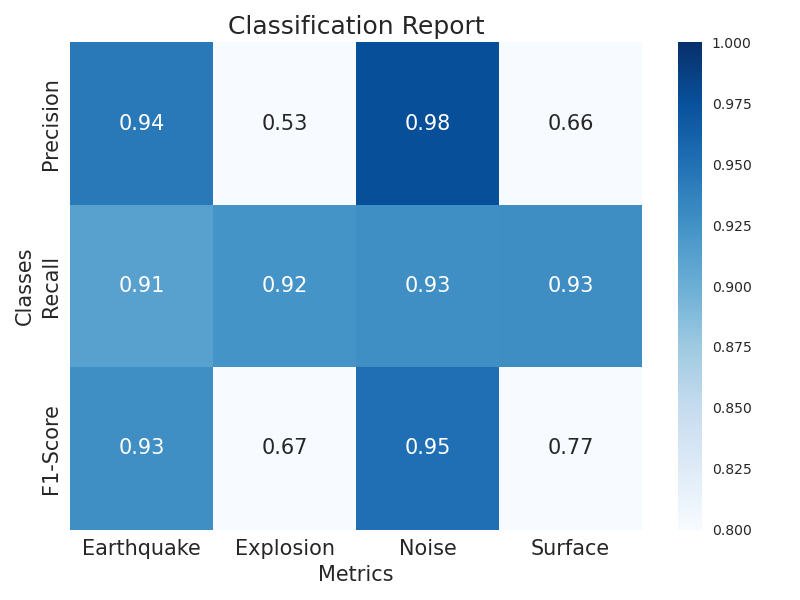 Classification Report
Classes
Precision 0.94 0.53 0.98 0.66
Recall 0.91 0.92 0.93 0.93
F1-Score 0.93 0.67 0.95 0.77
Earthquake Explosion Noise Surface
Metrics
1.000
0.975
0.950
0.925
0.900
0.875
0.850
0.825
0.800